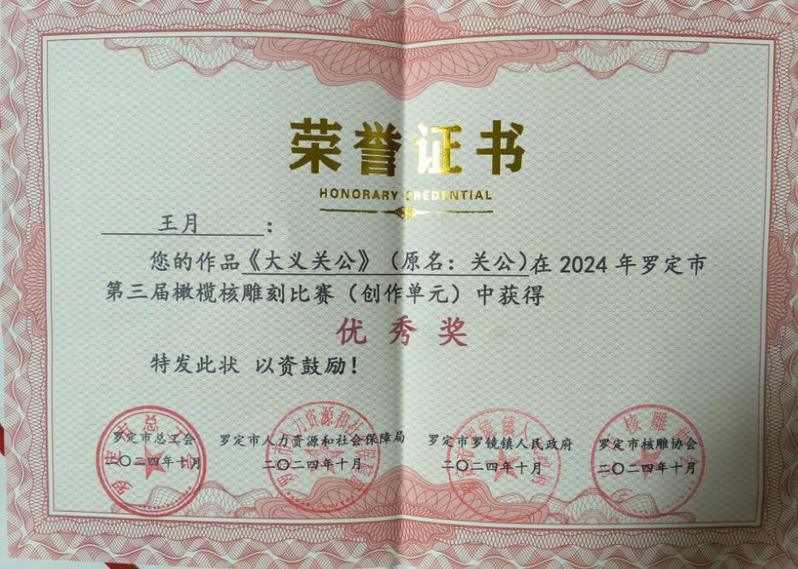 荣誉证书
HONORARY CREDENTIAL
王月：
您的作品《大义关公》（原名：关公）在2024年罗定市
第三届橄榄核雕刻比赛（创作单元）中获得
优秀奖
特发此状 以资鼓励！
罗定市总工会 罗定市人力资源和社会保障局 罗定市罗镜镇人民政府 罗定市核雕协会
二〇二四年十月 二〇二四年十月 二〇二四年十月 二〇二四年十月